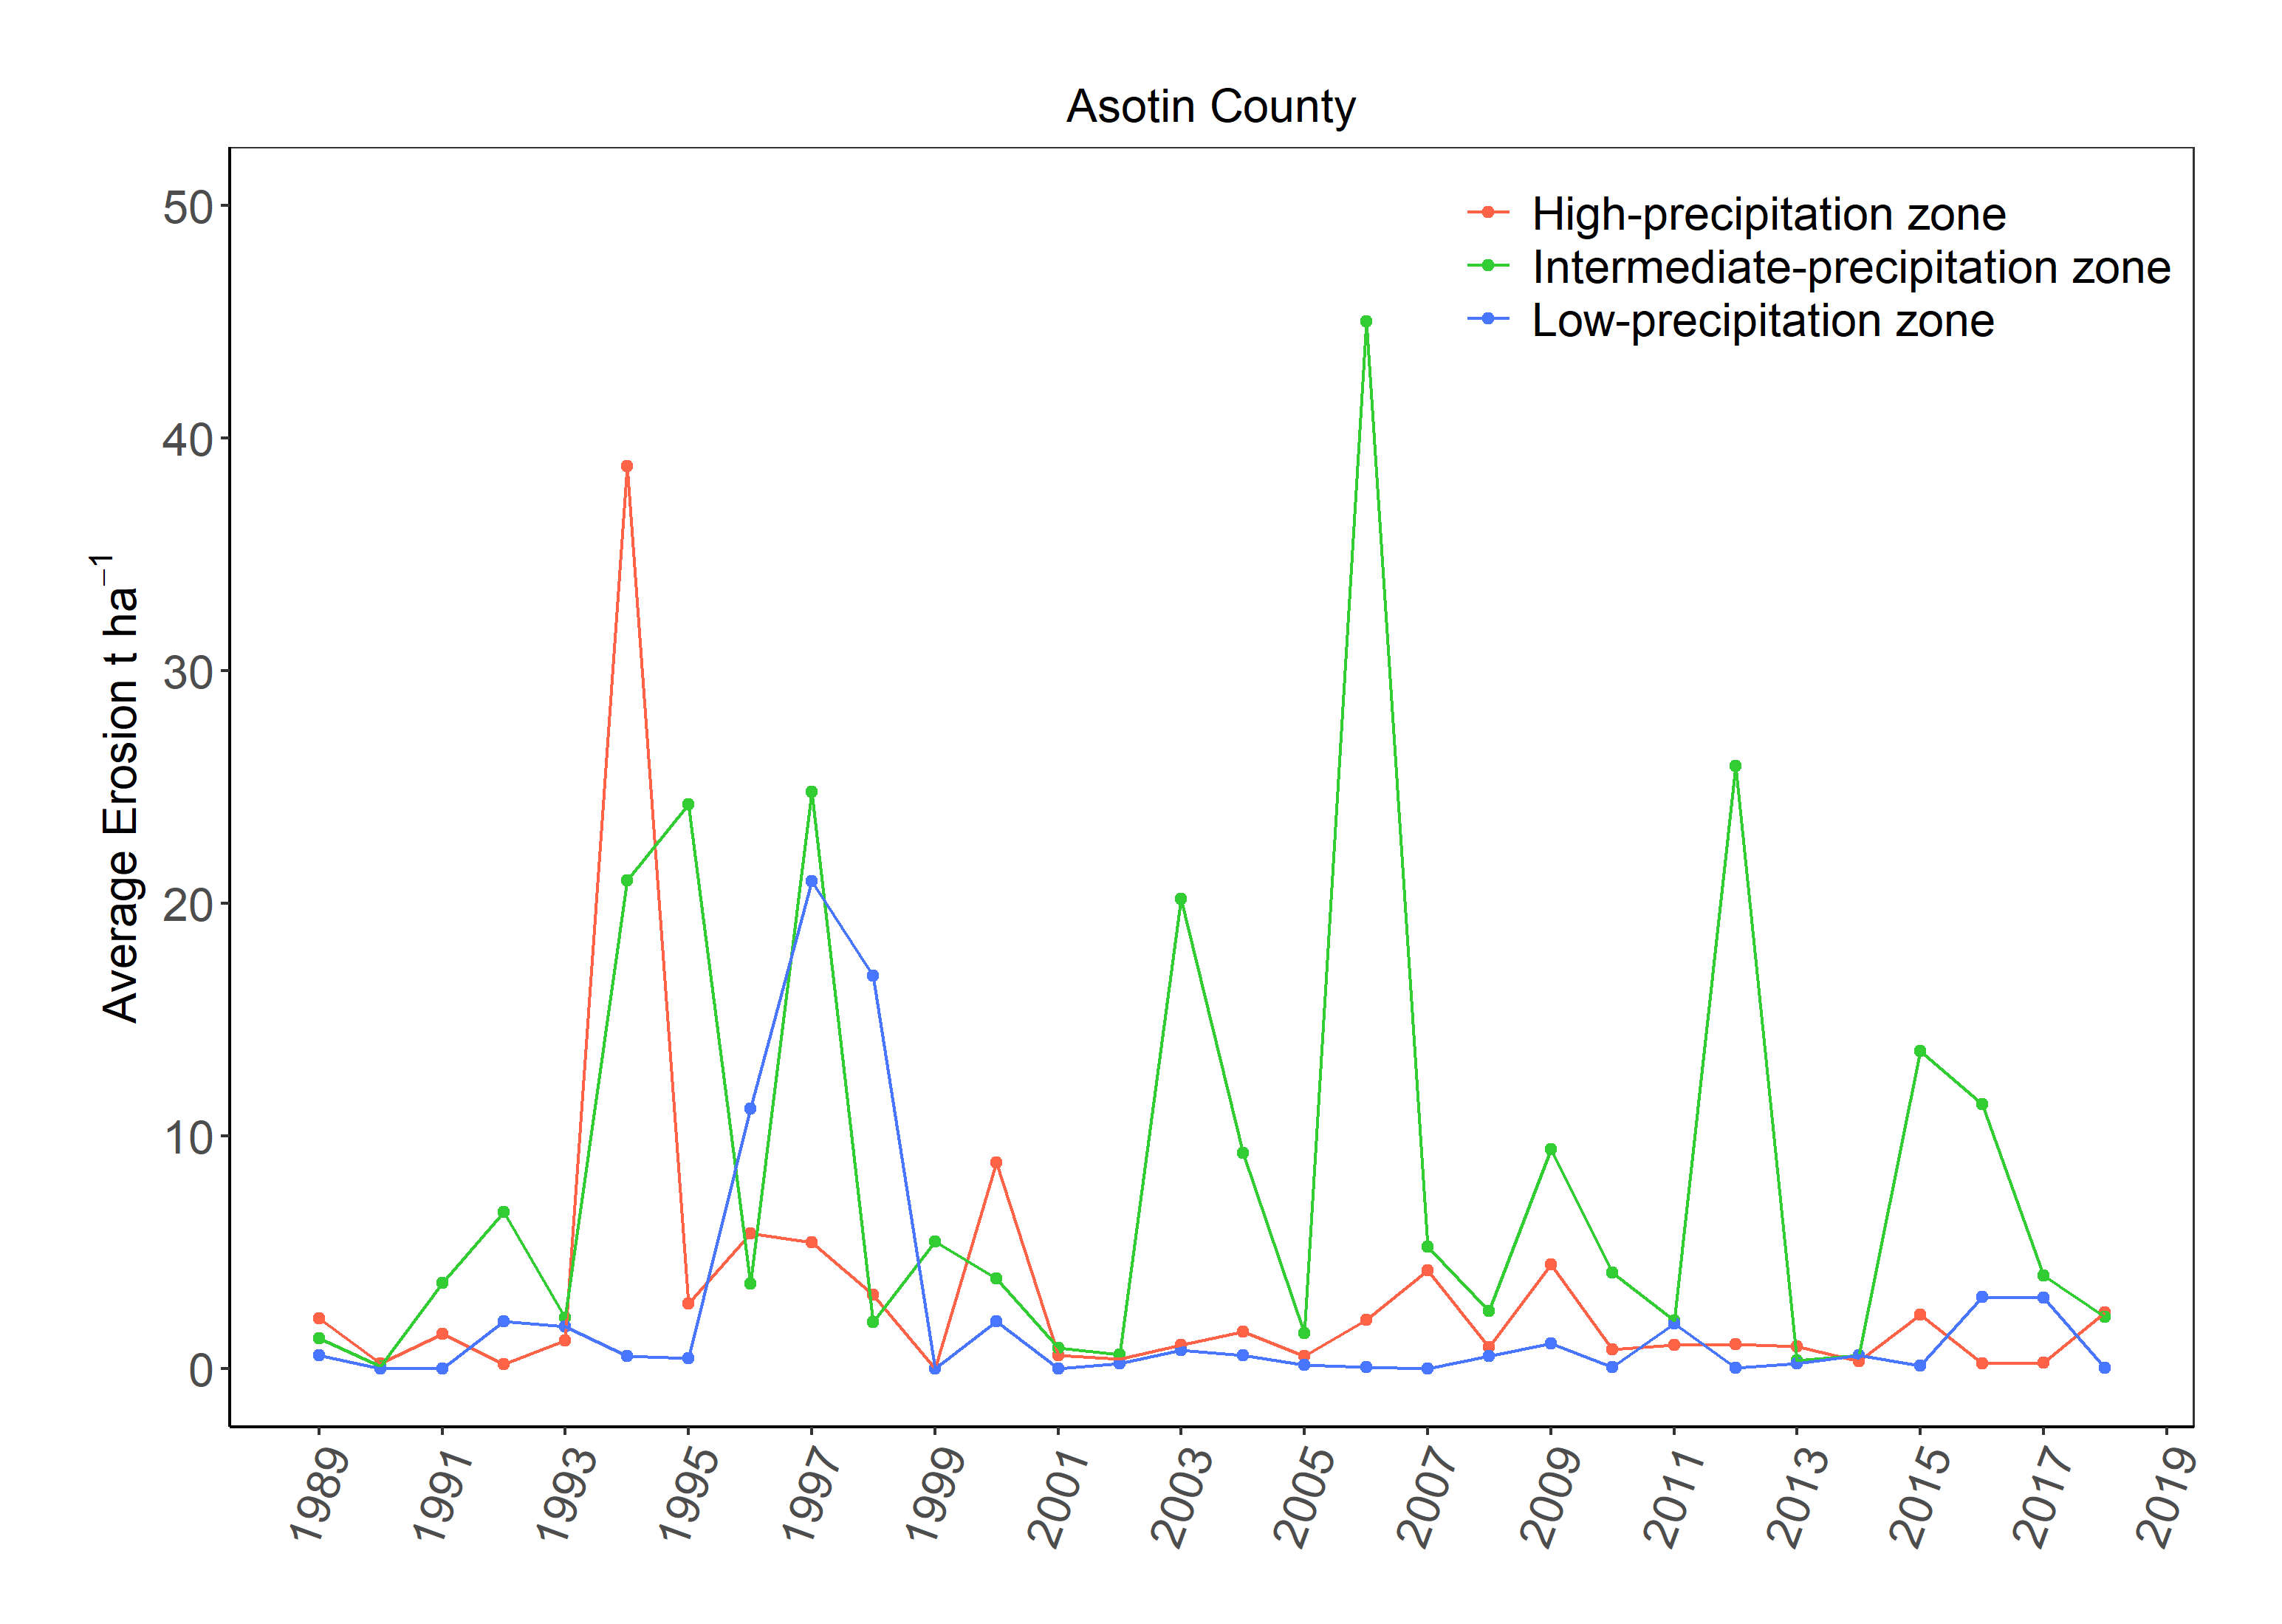 Asotin County
50
40
30
20
10
0
Average Erosion t ha⁻¹
High-precipitation zone
Intermediate-precipitation zone
Low-precipitation zone
1989 1991 1993 1995 1997 1999 2001 2003 2005 2007 2009 2011 2013 2015 2017 2019